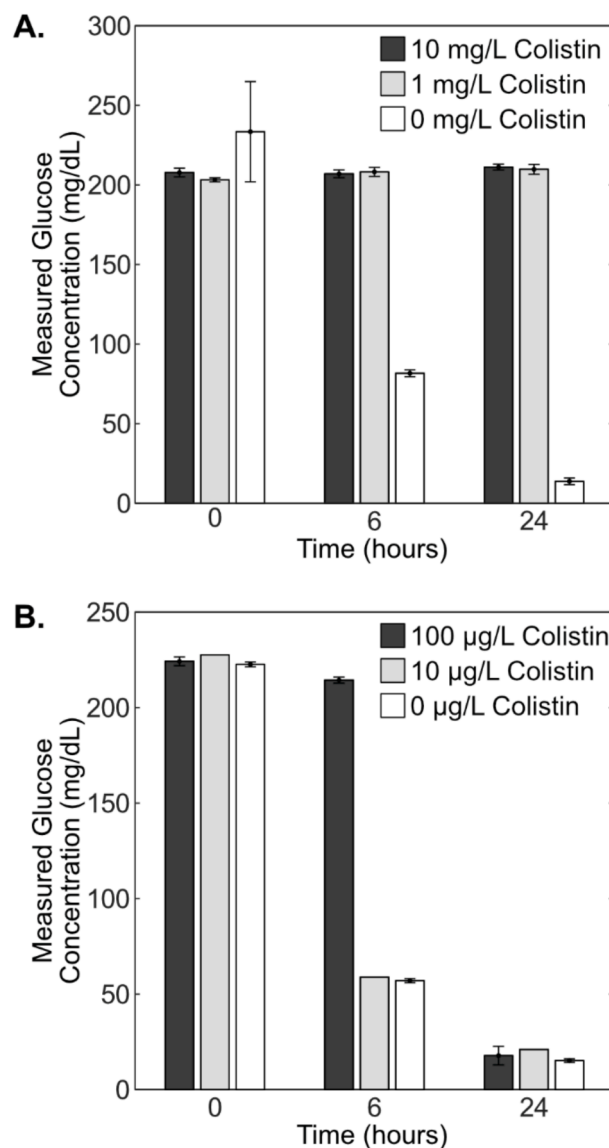 A.
300
250
200
150
100
50
0
Measured Glucose
Concentration (mg/dL)
10 mg/L Colistin
1 mg/L Colistin
0 mg/L Colistin
0 6 24
Time (hours)
B.
250
200
150
100
50
0
Measured Glucose
Concentration (mg/dL)
100 µg/L Colistin
10 µg/L Colistin
0 µg/L Colistin
0 6 24
Time (hours)